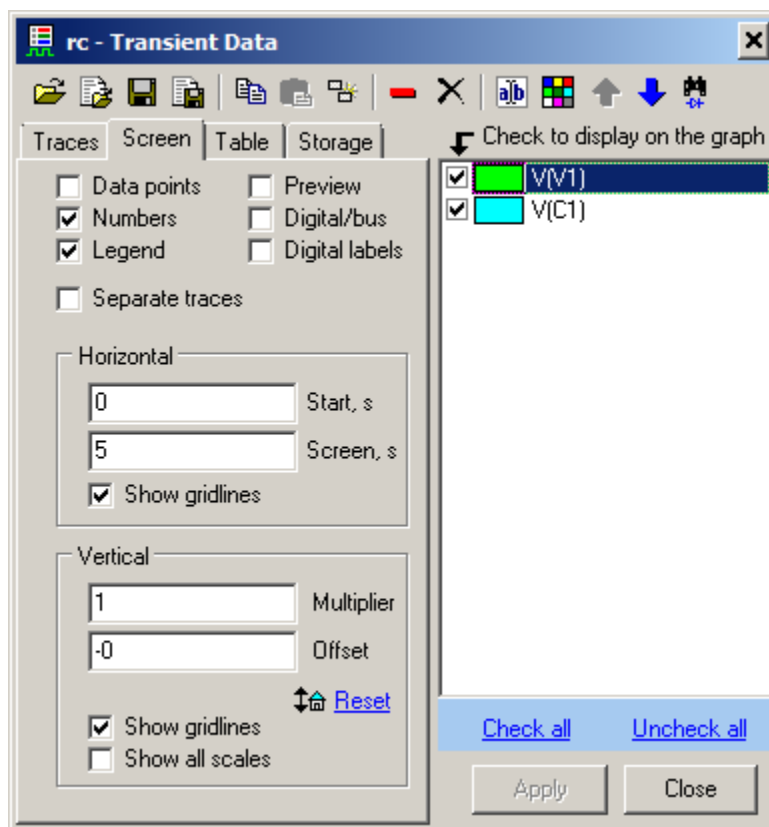 rc - Transient Data
a|b
Traces Screen Table Storage
Check to display on the graph
Data points Preview
Numbers Digital/bus
Legend Digital labels
Separate traces
Horizontal
0 Start, s
5 Screen, s
Show gridlines
Vertical
1 Multiplier
-0 Offset
Reset
Show gridlines
Show all scales
V(V1)
V(C1)
Check all Uncheck all
Apply Close